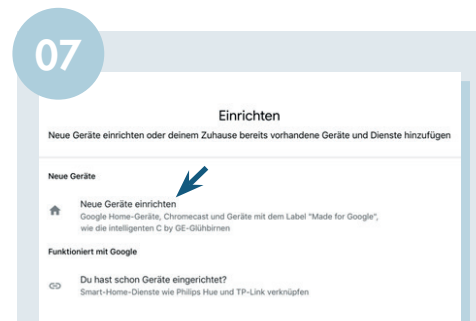 07
Einrichten
Neue Geräte einrichten oder deinem Zuhause bereits vorhandene Geräte und Dienste hinzufügen
Neue Geräte
Neue Geräte einrichten
Google Home-Geräte, Chromecast und Geräte mit dem Label "Made for Google",
wie die intelligenten C by GE-Glühbirnen
Funktioniert mit Google
Du hast schon Geräte eingerichtet?
Smart-Home-Dienste wie Philips Hue und TP-Link verknüpfen